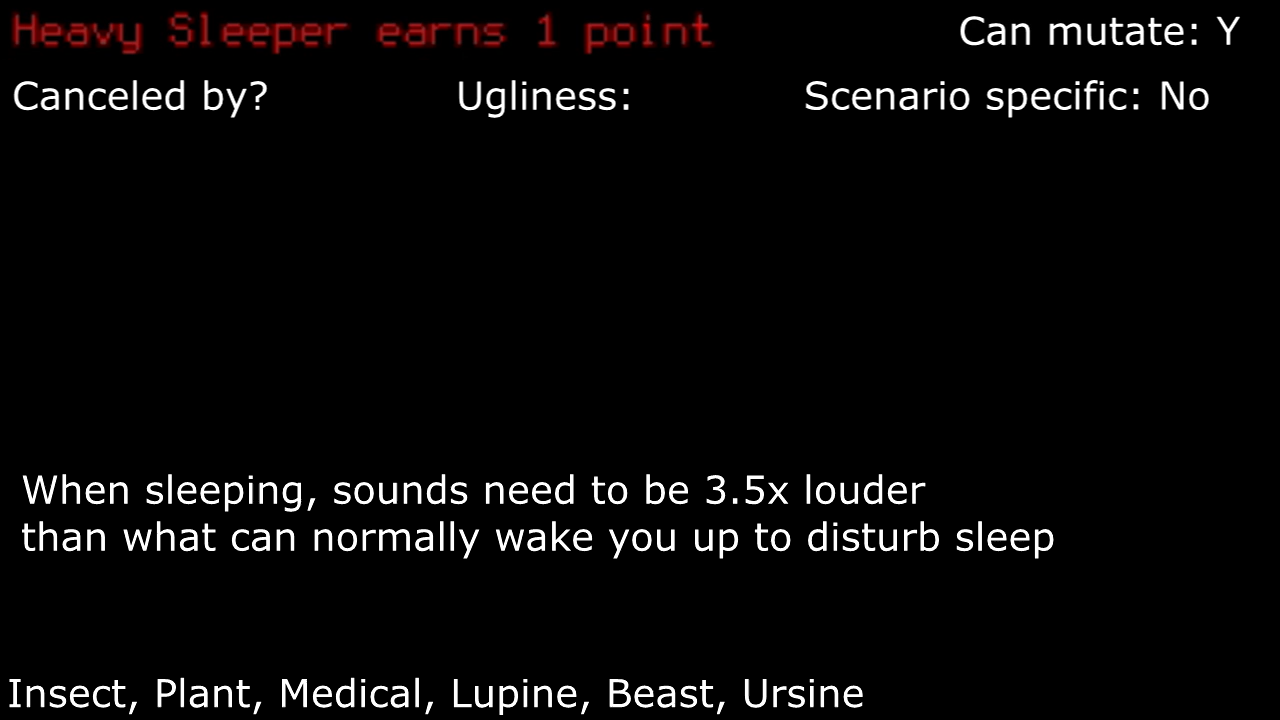 Heavy Sleeper earns 1 point
Can mutate: Y
Canceled by?
Ugliness:
Scenario specific: No
When sleeping, sounds need to be 3.5x louder
than what can normally wake you up to disturb sleep
Insect, Plant, Medical, Lupine, Beast, Ursine